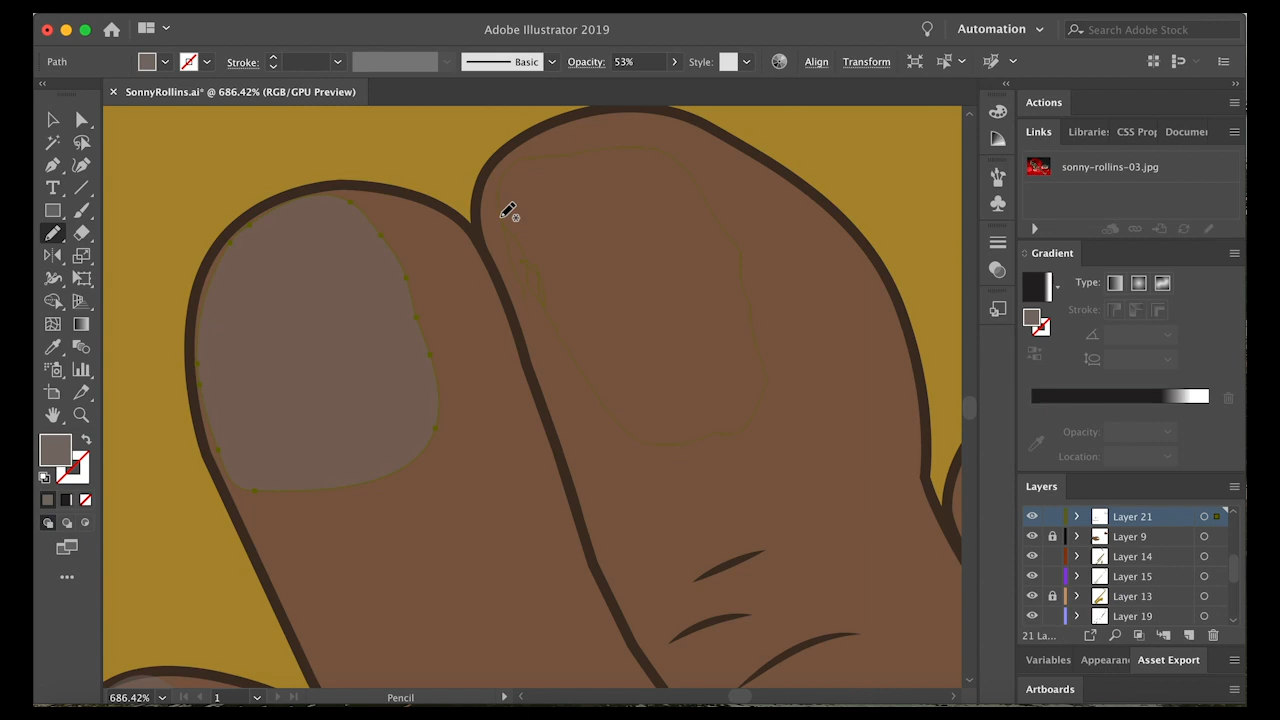 Adobe Illustrator 2019
Automation
Search Adobe Stock
Path
Stroke:
Basic
Opacity: 53%
Style:
Align
Transform
SonnyRollins.ai* @ 686.42% (RGB/GPU Preview)
Actions
Links
Libraries
CSS Prop
Documen
sonny-rollins-03.jpg
Gradient
Type:
Stroke:
Opacity:
Location:
Layers
Layer 21
Layer 9
Layer 14
Layer 15
Layer 13
Layer 19
21 La...
Variables
Appearanc
Asset Export
Artboards
686.42%
1
Pencil